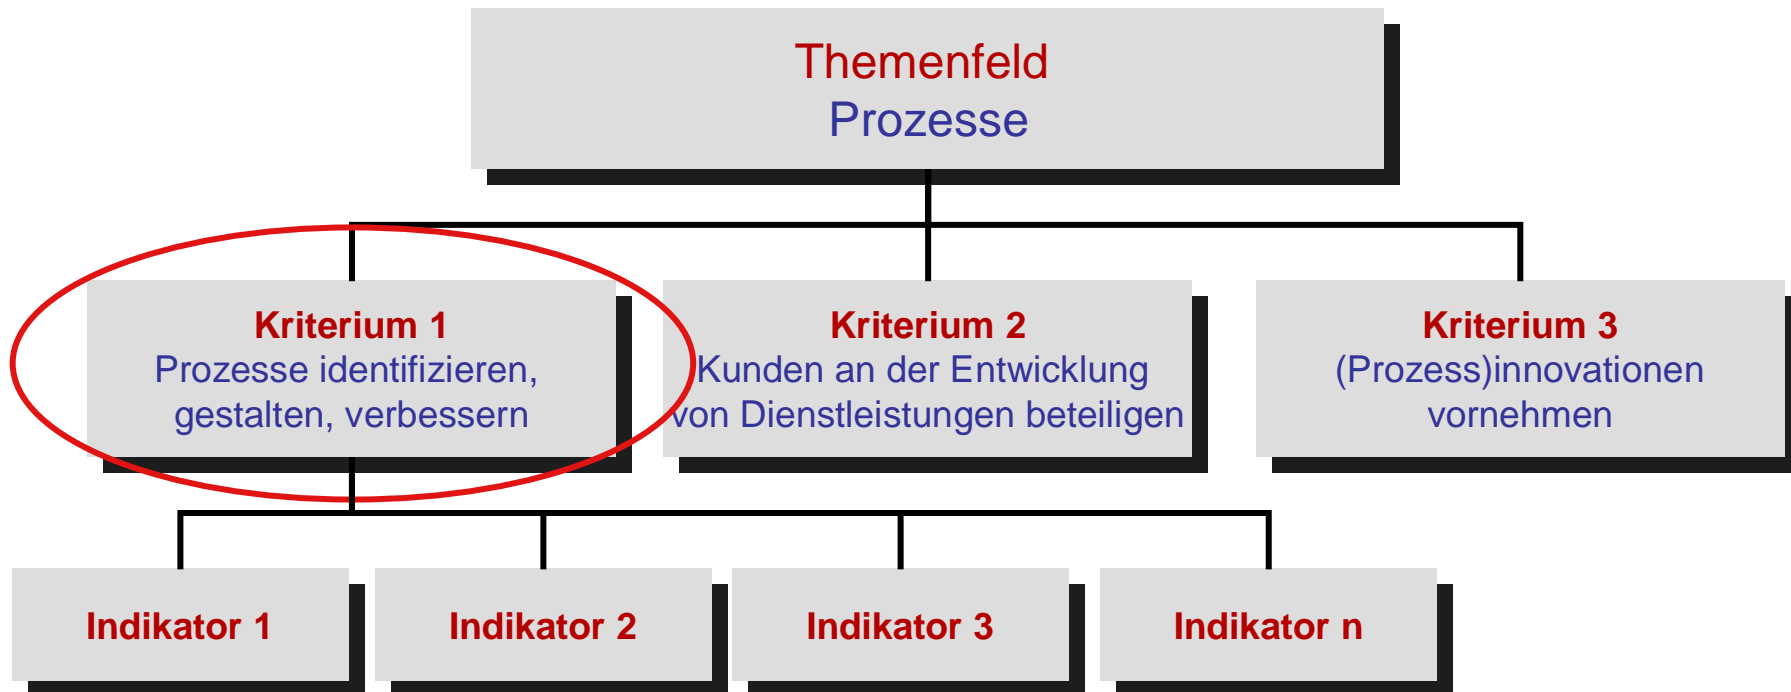 Themenfeld
Prozesse
Kriterium 1
Prozesse identifizieren,
gestalten, verbessern
Kriterium 2
Kunden an der Entwicklung
von Dienstleistungen beteiligen
Kriterium 3
(Prozess)innovationen
vornehmen
Indikator 1
Indikator 2
Indikator 3
Indikator n